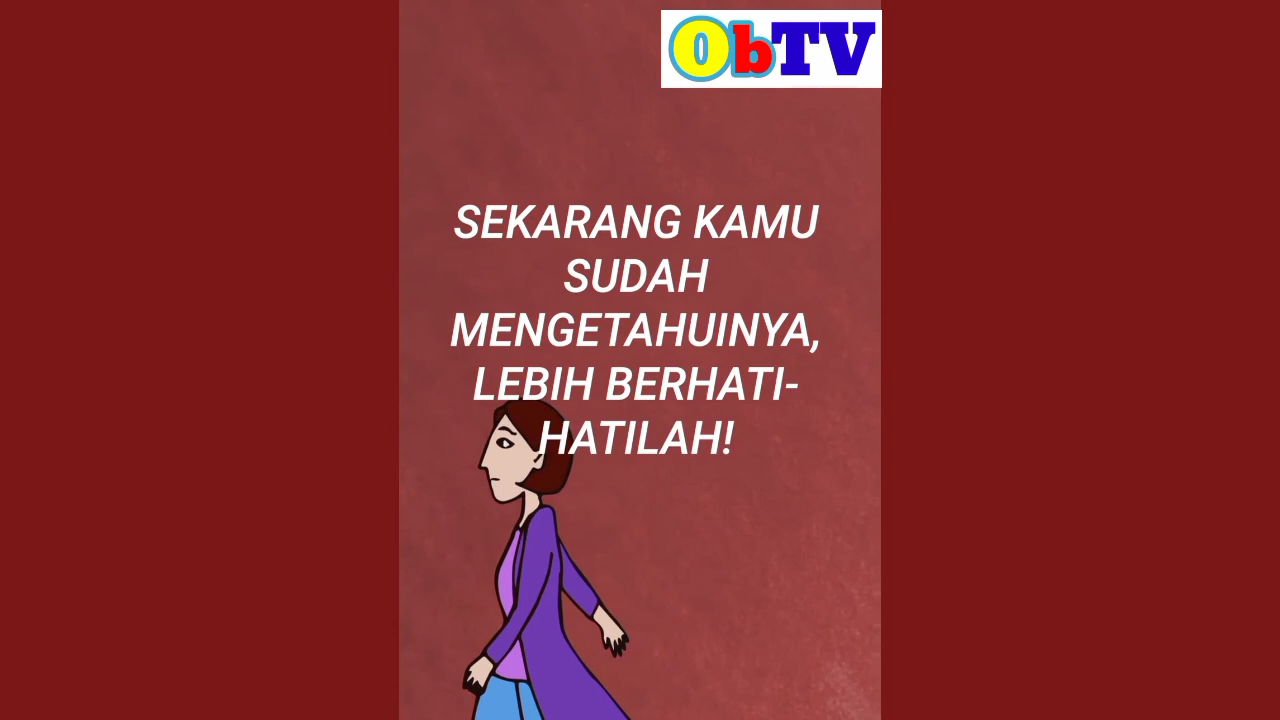 ObTV
SEKARANG KAMU
SUDAH
MENGETAHUINYA,
LEBIH BERHATI-
HATILAH!